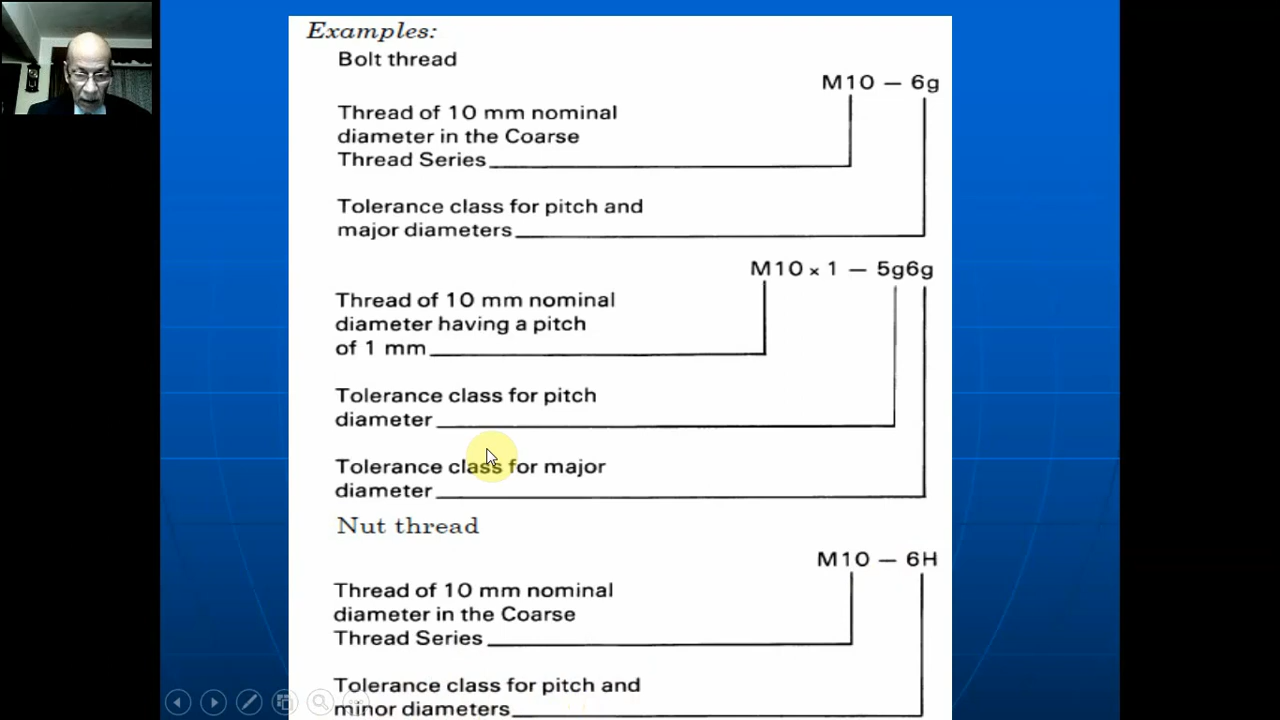 Examples:
Bolt thread
M10 — 6g
Thread of 10 mm nominal
diameter in the Coarse
Thread Series
Tolerance class for pitch and
major diameters
M10 × 1 — 5g6g
Thread of 10 mm nominal
diameter having a pitch
of 1 mm
Tolerance class for pitch
diameter
Tolerance class for major
diameter
Nut thread
M10 — 6H
Thread of 10 mm nominal
diameter in the Coarse
Thread Series
Tolerance class for pitch and
minor diameters